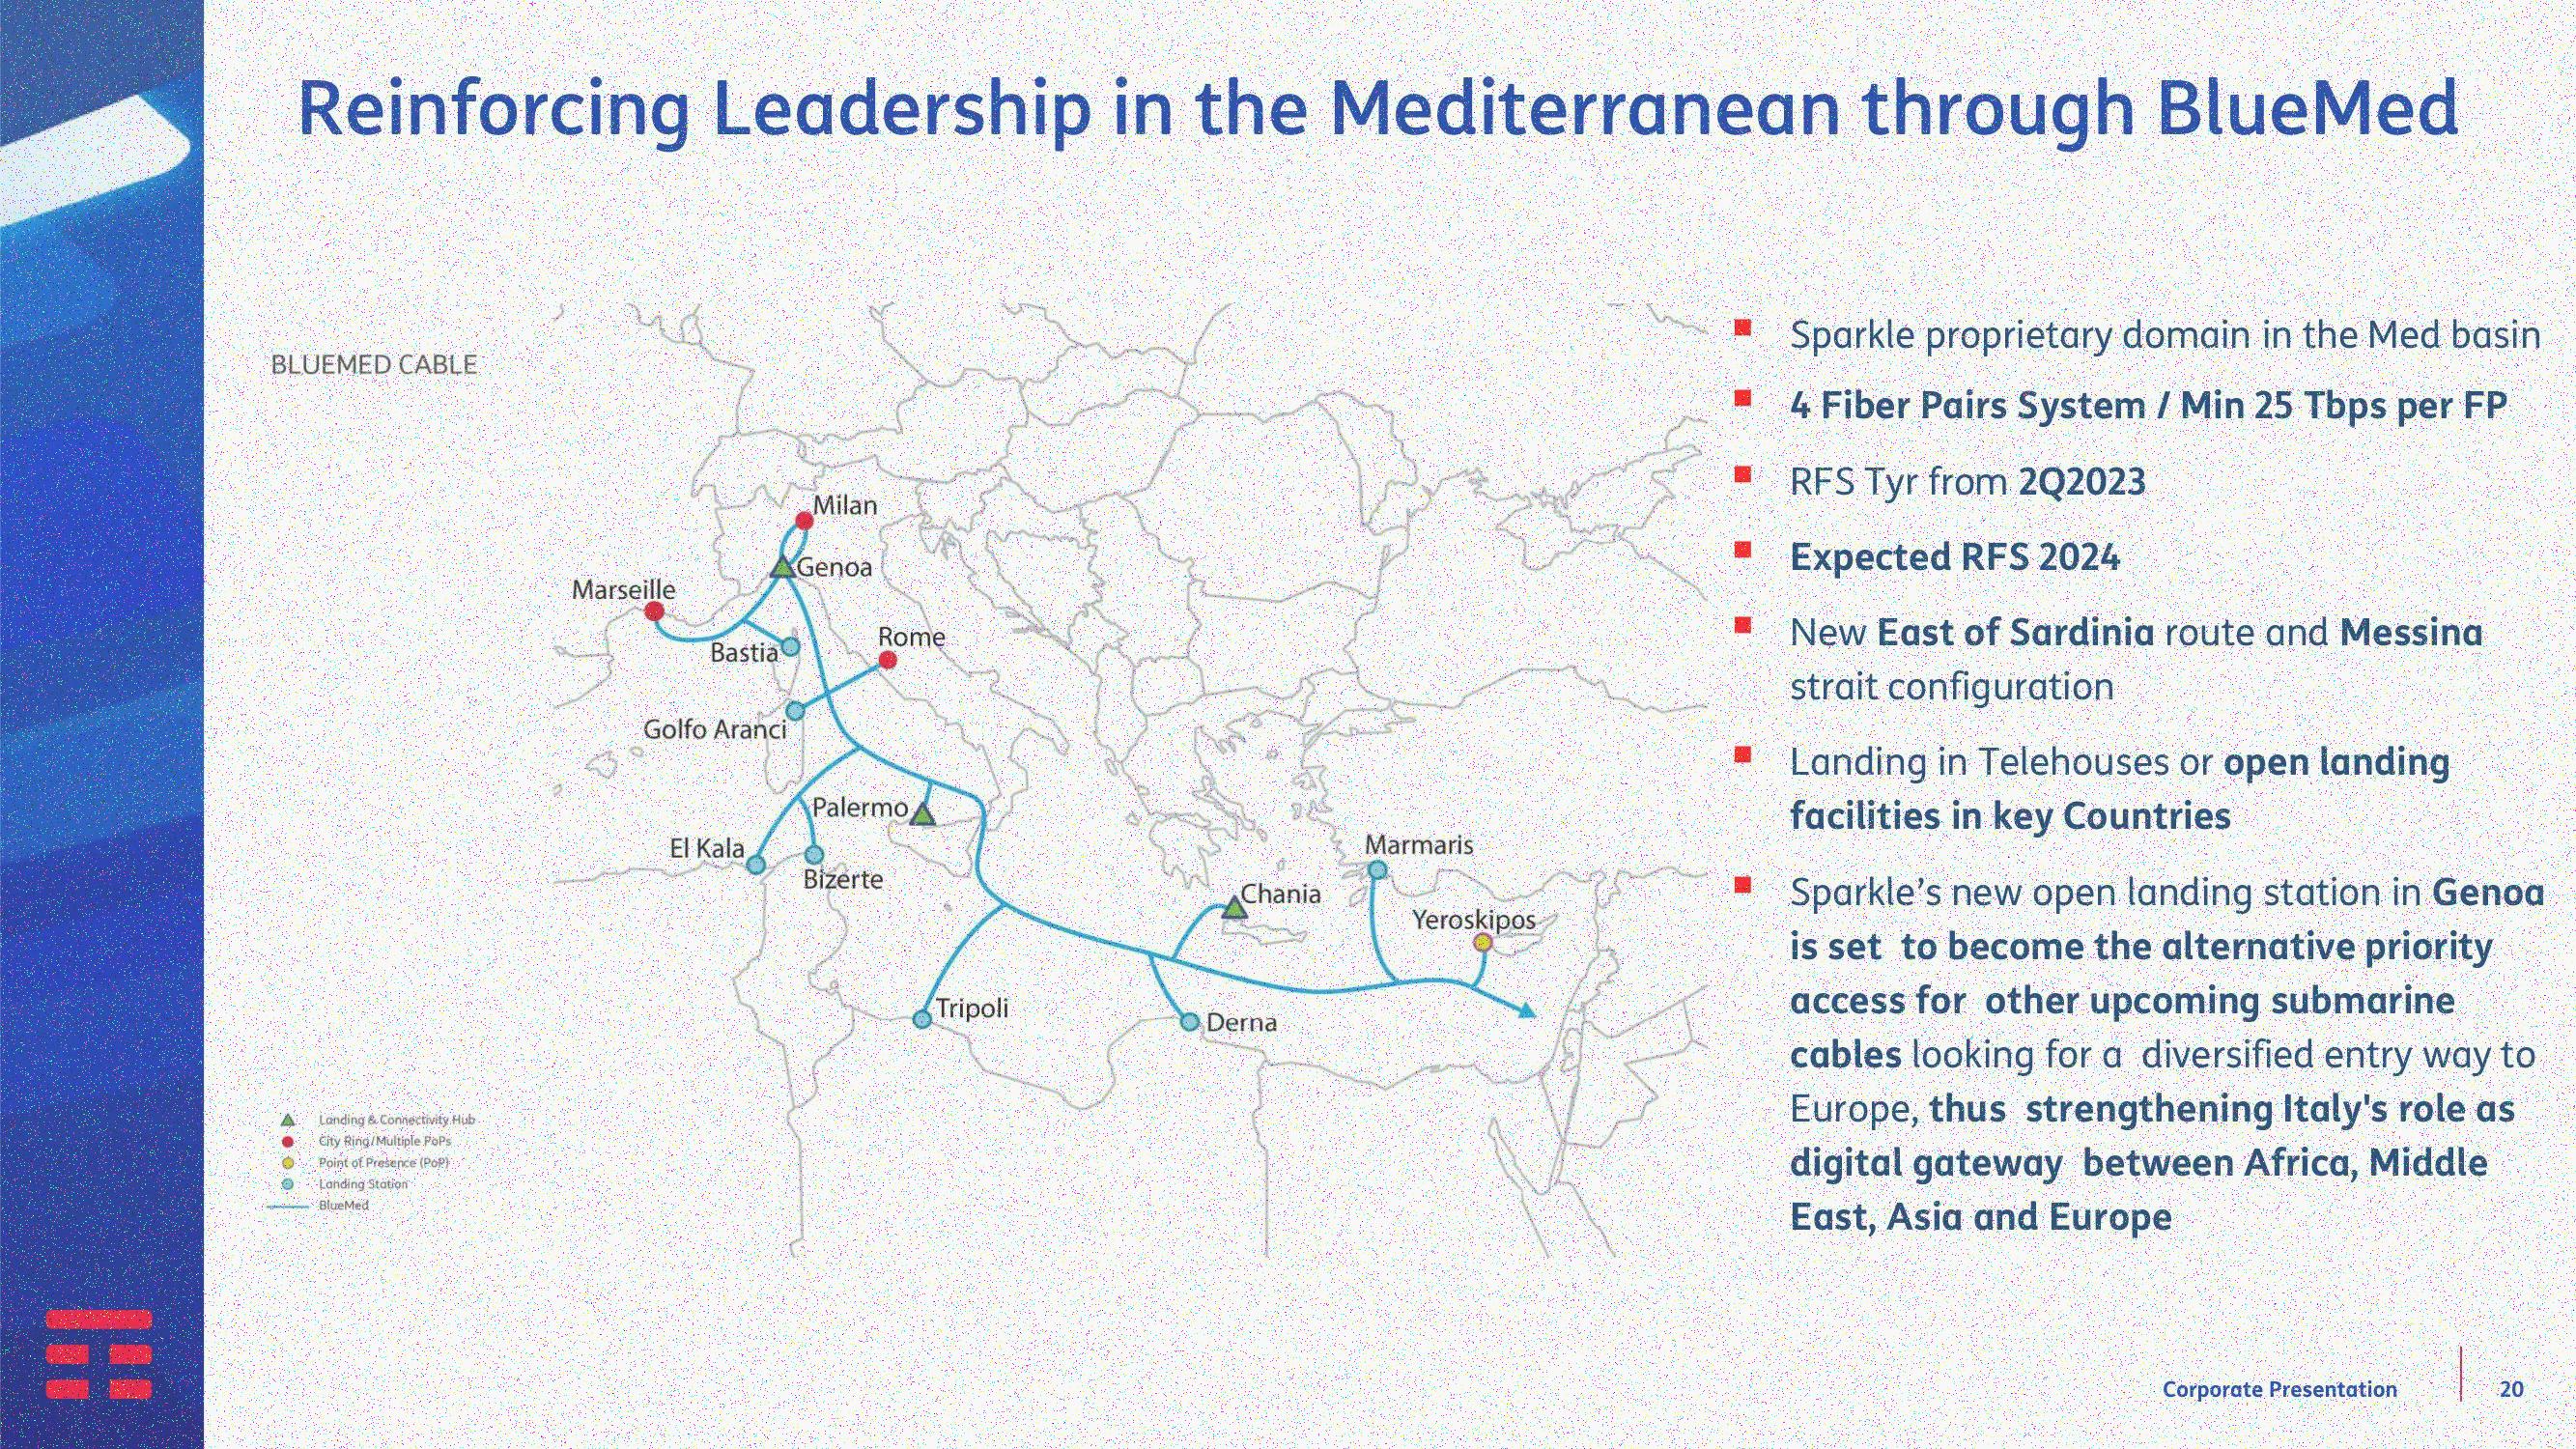 Reinforcing Leadership in the Mediterranean through BlueMed
BLUEMED CABLE
Milan
Genoa
Marseille
Rome
Bastia
Golfo Aranci
Palermo
El Kala
Bizerte
Marmaris
Chania
Yeroskipos
Tripoli
Derna
Landing & Connectivity Hub
City Ring/Multiple PoPs
Point of Presence (PoP)
Landing Station
BlueMed
Sparkle proprietary domain in the Med basin
4 Fiber Pairs System / Min 25 Tbps per FP
RFS Tyr from 2Q2023
Expected RFS 2024
New East of Sardinia route and Messina
strait configuration
Landing in Telehouses or open landing
facilities in key Countries
Sparkle’s new open landing station in Genoa
is set to become the alternative priority
access for other upcoming submarine
cables looking for a diversified entry way to
Europe, thus strengthening Italy's role as
digital gateway between Africa, Middle
East, Asia and Europe
Corporate Presentation
20